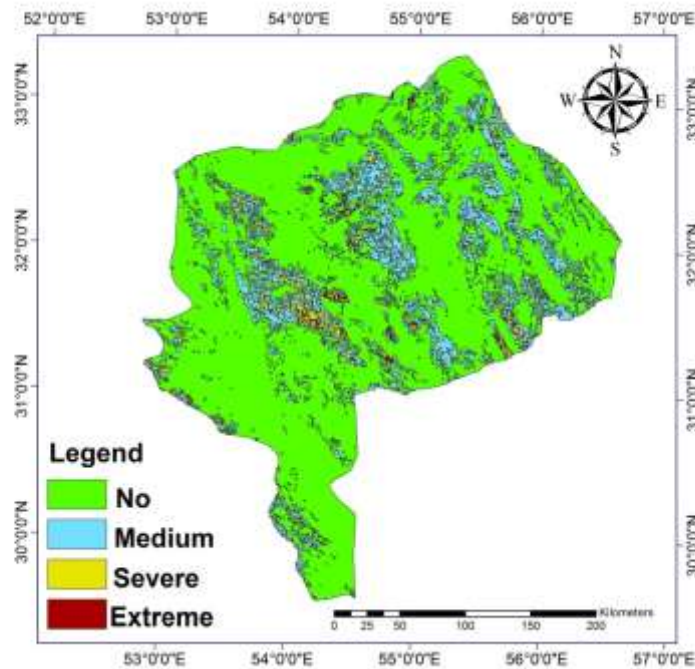 52°0'0"E 53°0'0"E 54°0'0"E 55°0'0"E 56°0'0"E 57°0'0"E
N
W E
S
33°0'0"N 33°0'0"N
32°0'0"N 32°0'0"N
31°0'0"N 31°0'0"N
30°0'0"N 30°0'0"N
Legend
No
Medium
Severe
Extreme
Kilometers
0 25 50 100 150 200
53°0'0"E 54°0'0"E 55°0'0"E 56°0'0"E 57°0'0"E